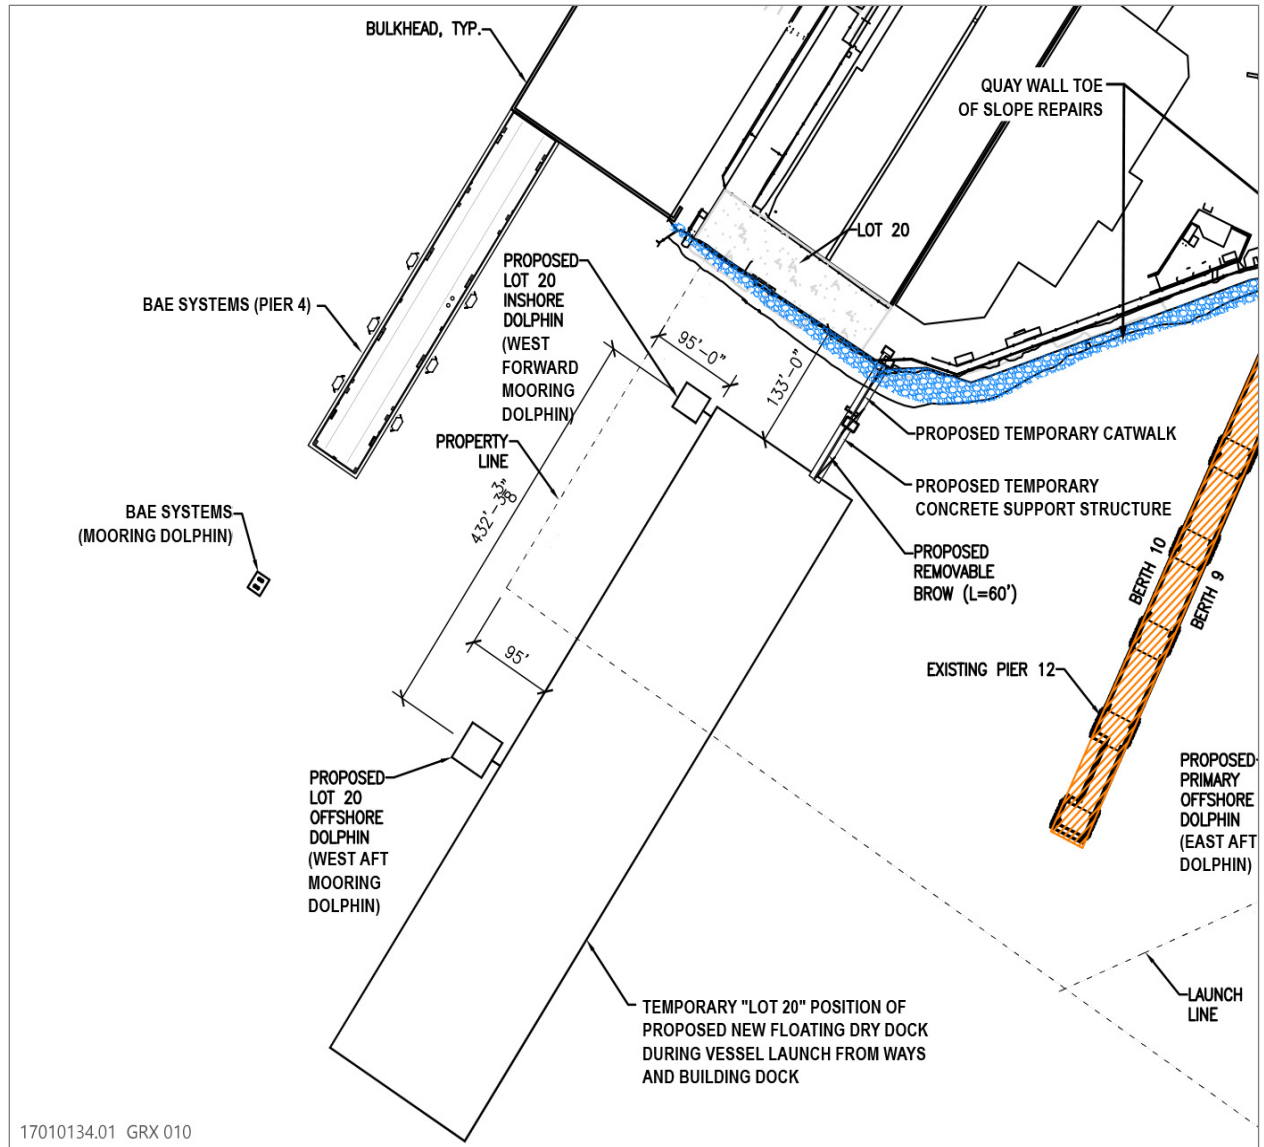 BULKHEAD, TYP.
QUAY WALL TOE
OF SLOPE REPAIRS
LOT 20
PROPOSED
LOT 20
INSHORE
DOLPHIN
(WEST
FORWARD
MOORING
DOLPHIN)
BAE SYSTEMS (PIER 4)
95'-0"
133'-0"
PROPERTY
LINE
432'-3 3/8"
PROPOSED TEMPORARY CATWALK
PROPOSED TEMPORARY
CONCRETE SUPPORT STRUCTURE
BAE SYSTEMS
(MOORING DOLPHIN)
PROPOSED
REMOVABLE
BROW (L=60')
BERTH 10
BERTH 9
95'
EXISTING PIER 12
PROPOSED
LOT 20
OFFSHORE
DOLPHIN
(WEST AFT
MOORING
DOLPHIN)
PROPOSED
PRIMARY
OFFSHORE
DOLPHIN
(EAST AFT
DOLPHIN)
LAUNCH
LINE
TEMPORARY "LOT 20" POSITION OF
PROPOSED NEW FLOATING DRY DOCK
DURING VESSEL LAUNCH FROM WAYS
AND BUILDING DOCK
17010134.01 GRX 010